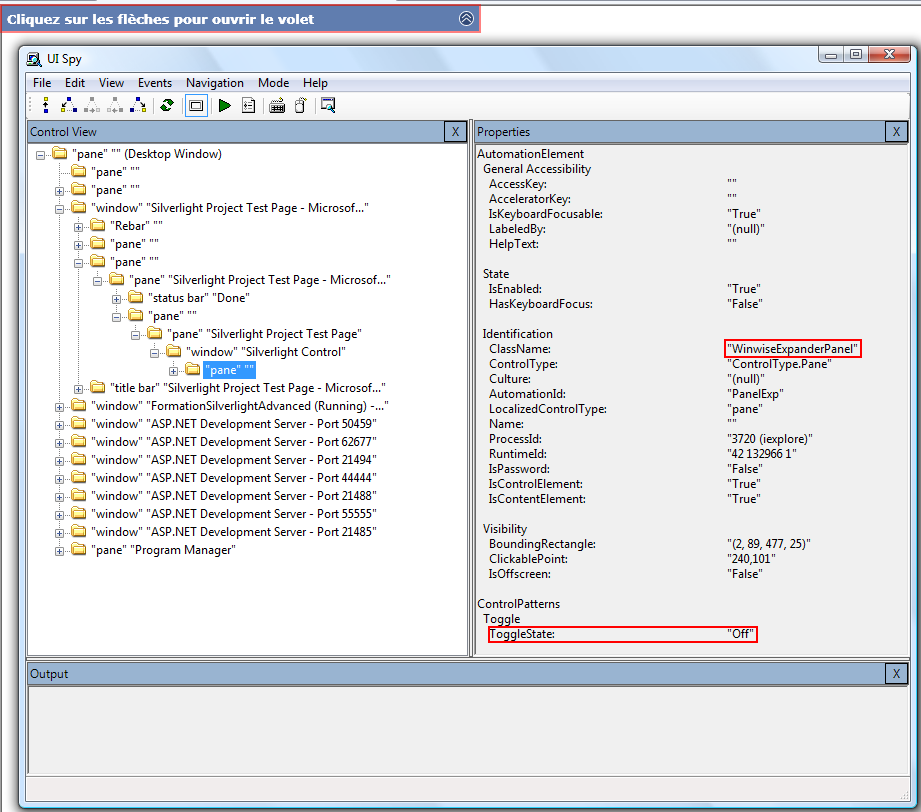 Cliquez sur les flèches pour ouvrir le volet
UI Spy
File Edit View Events Navigation Mode Help
Control View X
"pane" "" (Desktop Window)
"pane" ""
"pane" ""
"window" "Silverlight Project Test Page - Microsof..."
"Rebar" ""
"pane" ""
"pane" ""
"pane" "Silverlight Project Test Page - Microsof..."
"status bar" "Done"
"pane" ""
"pane" "Silverlight Project Test Page"
"window" "Silverlight Control"
"pane" ""
"title bar" "Silverlight Project Test Page - Microsof..."
"window" "FormationSilverlightAdvanced (Running) -..."
"window" "ASP.NET Development Server - Port 50459"
"window" "ASP.NET Development Server - Port 62677"
"window" "ASP.NET Development Server - Port 21494"
"window" "ASP.NET Development Server - Port 44444"
"window" "ASP.NET Development Server - Port 21488"
"window" "ASP.NET Development Server - Port 55555"
"window" "ASP.NET Development Server - Port 21485"
"pane" "Program Manager"
Properties X
AutomationElement
General Accessibility
AccessKey: ""
AcceleratorKey: ""
IsKeyboardFocusable: "True"
LabeledBy: "(null)"
HelpText: ""
State
IsEnabled: "True"
HasKeyboardFocus: "False"
Identification
ClassName: "WinwiseExpanderPanel"
ControlType: "ControlType.Pane"
Culture: "(null)"
AutomationId: "PanelExp"
LocalizedControlType: "pane"
Name: ""
ProcessId: "3720 (iexplore)"
RuntimeId: "42 132966 1"
IsPassword: "False"
IsControlElement: "True"
IsContentElement: "True"
Visibility
BoundingRectangle: "(2, 89, 477, 25)"
ClickablePoint: "240,101"
IsOffscreen: "False"
ControlPatterns
Toggle
ToggleState: "Off"
Output X